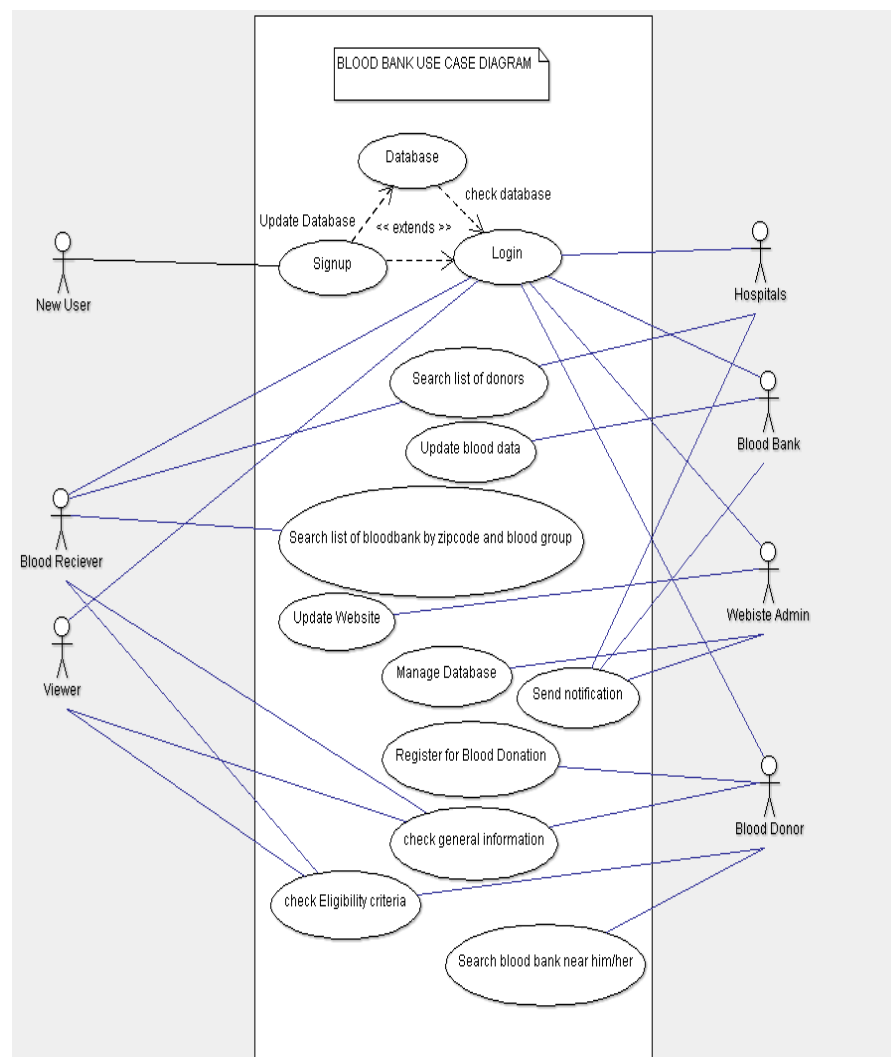 BLOOD BANK USE CASE DIAGRAM
Database
check database
Update Database
<< extends >>
Signup
Login
New User
Hospitals
Search list of donors
Update blood data
Blood Bank
Search list of bloodbank by zipcode and blood group
Blood Reciever
Update Website
Webiste Admin
Manage Database
Send notification
Viewer
Register for Blood Donation
check general information
Blood Donor
check Eligibility criteria
Search blood bank near him/her